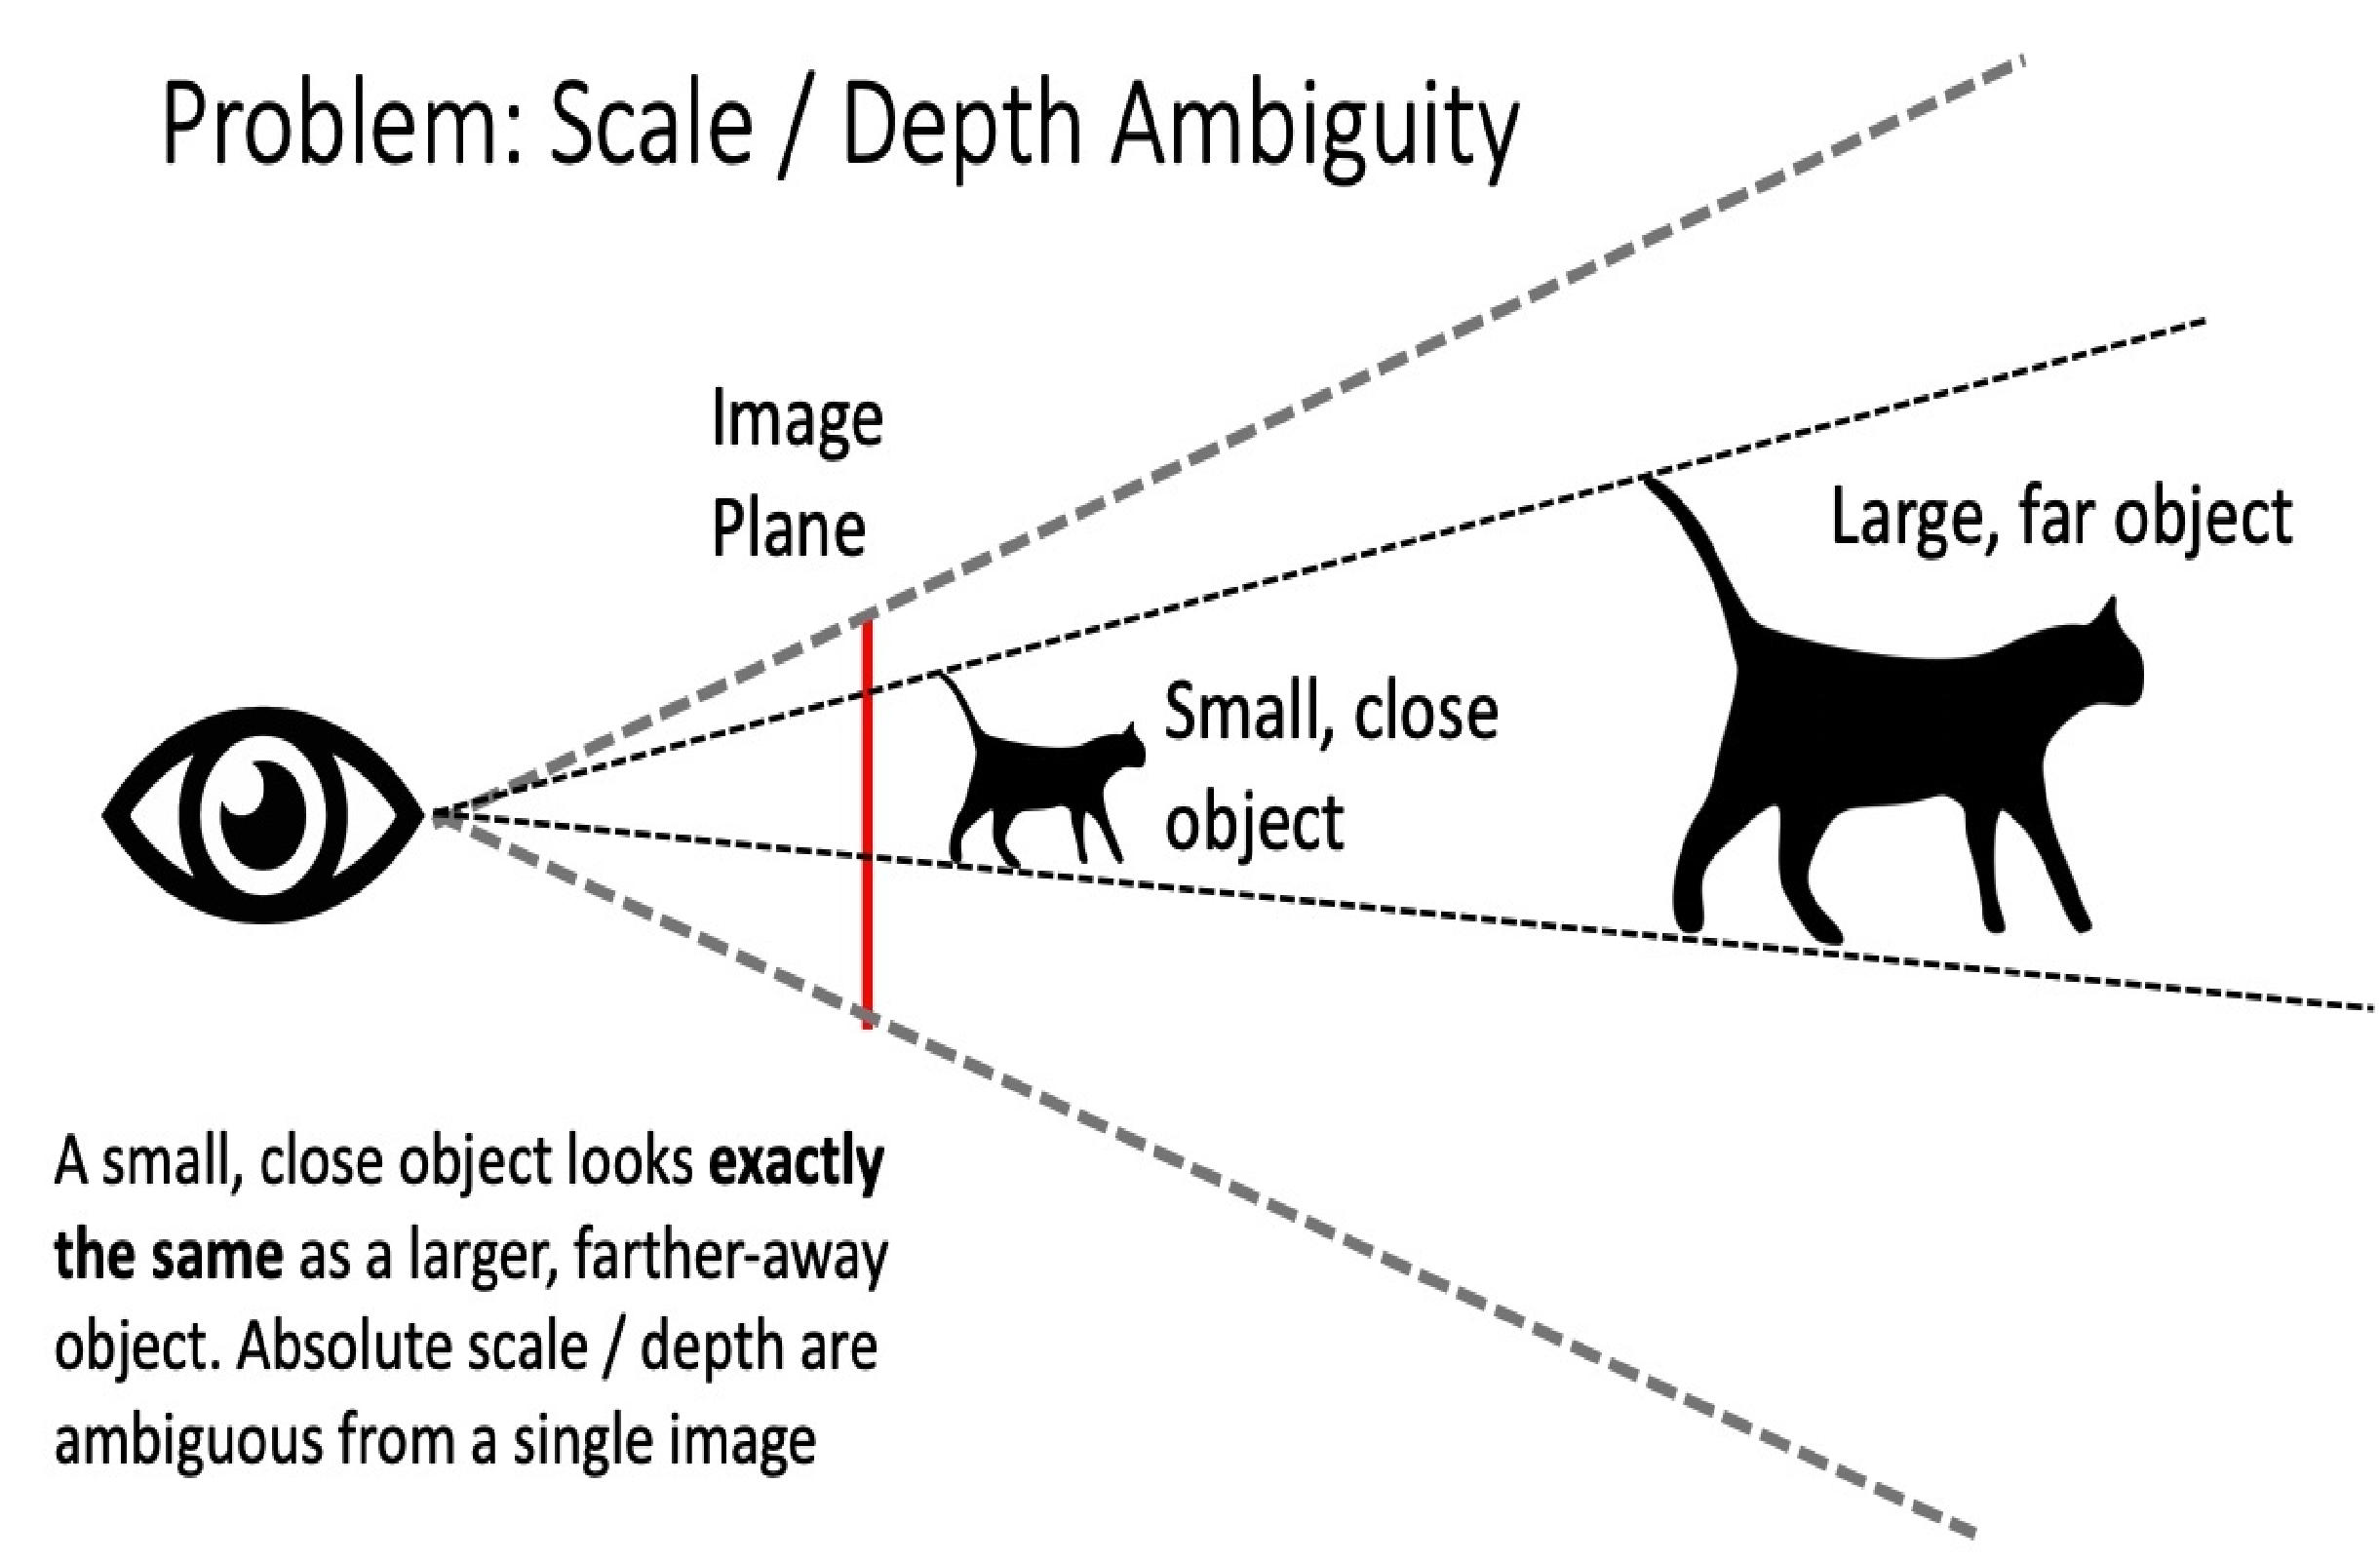 Problem: Scale / Depth Ambiguity
Image
Plane
Large, far object
Small, close
object
A small, close object looks exactly
the same as a larger, farther-away
object. Absolute scale / depth are
ambiguous from a single image